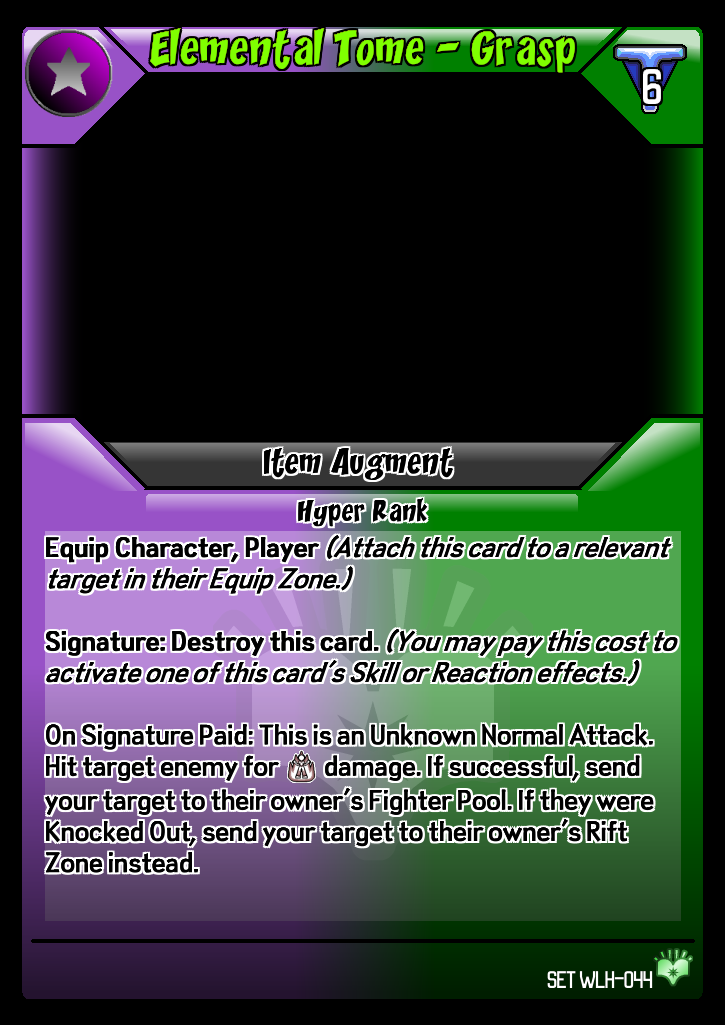 Elemental Tome - Grasp
6
Item Augment
Hyper Rank
Equip Character, Player (Attach this card to a relevant
target in their Equip Zone.)
Signature: Destroy this card. (You may pay this cost to
activate one of this card's Skill or Reaction effects.)
On Signature Paid: This is an Unknown Normal Attack.
Hit target enemy for damage. If successful, send
your target to their owner's Fighter Pool. If they were
Knocked Out, send your target to their owner's Rift
Zone instead.
SET WLH-044